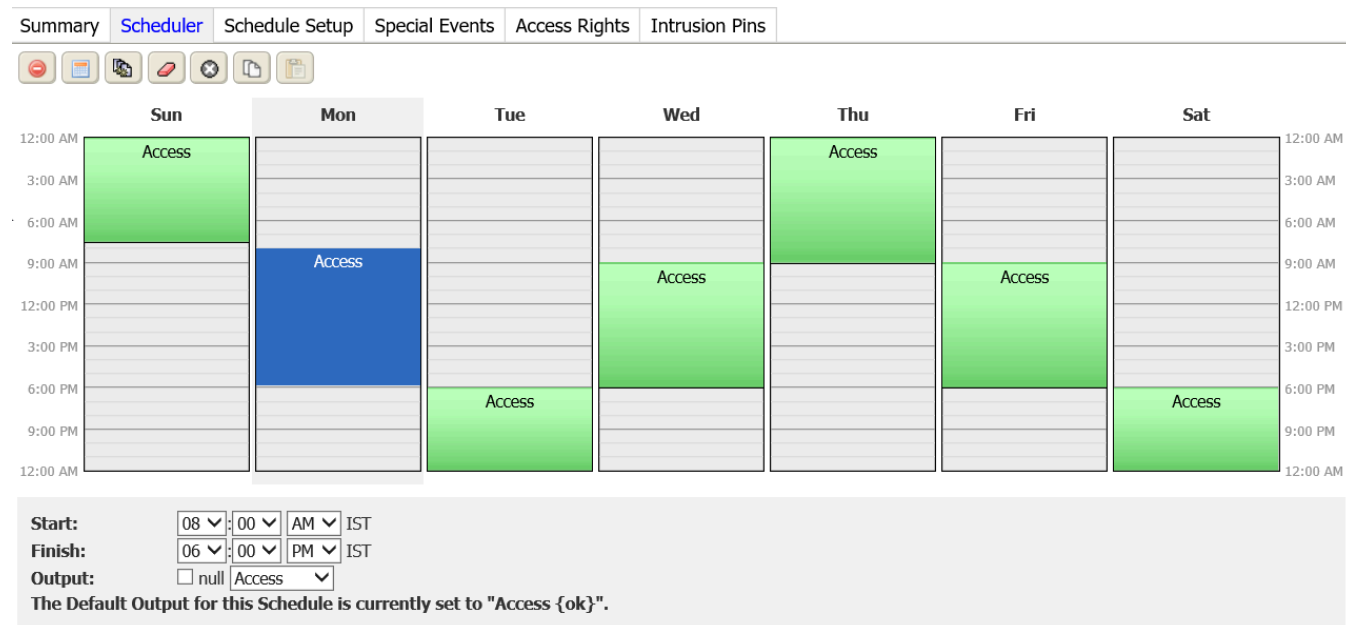 Summary Scheduler Schedule Setup Special Events Access Rights Intrusion Pins
Sun Mon Tue Wed Thu Fri Sat
12:00 AM Access Access 12:00 AM
3:00 AM 3:00 AM
6:00 AM 6:00 AM
9:00 AM Access 9:00 AM
Access Access
12:00 PM 12:00 PM
3:00 PM 3:00 PM
6:00 PM 6:00 PM
Access Access
9:00 PM 9:00 PM
12:00 AM 12:00 AM
Start: 08 : 00 AM IST
Finish: 06 : 00 PM IST
Output: null Access
The Default Output for this Schedule is currently set to "Access {ok}".